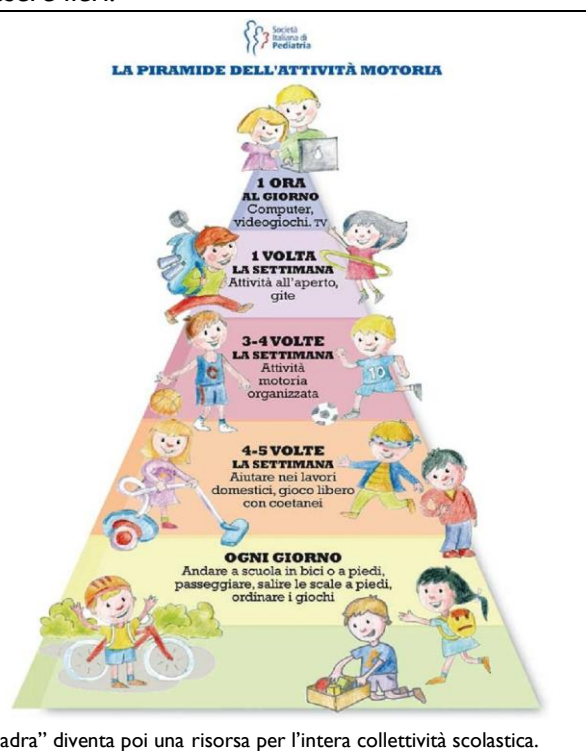 Società
Italiana di
Pediatria
LA PIRAMIDE DELL'ATTIVITÀ MOTORIA
1 ORA
AL GIORNO
Computer,
videogiochi. TV
1 VOLTA
LA SETTIMANA
Attività all'aperto,
gite
3-4 VOLTE
LA SETTIMANA
Attività
motoria
organizzata
10
4-5 VOLTE
LA SETTIMANA
Aiutare nei lavori
domestici, gioco libero
con coetanei
OGNI GIORNO
Andare a scuola in bici o a piedi,
passeggiare, salire le scale a piedi,
ordinare i giochi
adra” diventa poi una risorsa per l’intera collettività scolastica.